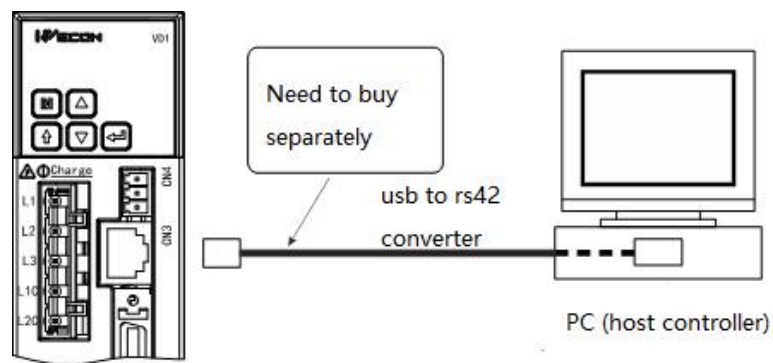 WECON
VD1
Need to buy
separately
M
Charge
CN4
L1
L2
L3
L1C
L2C
CN3
usb to rs42
converter
PC (host controller)